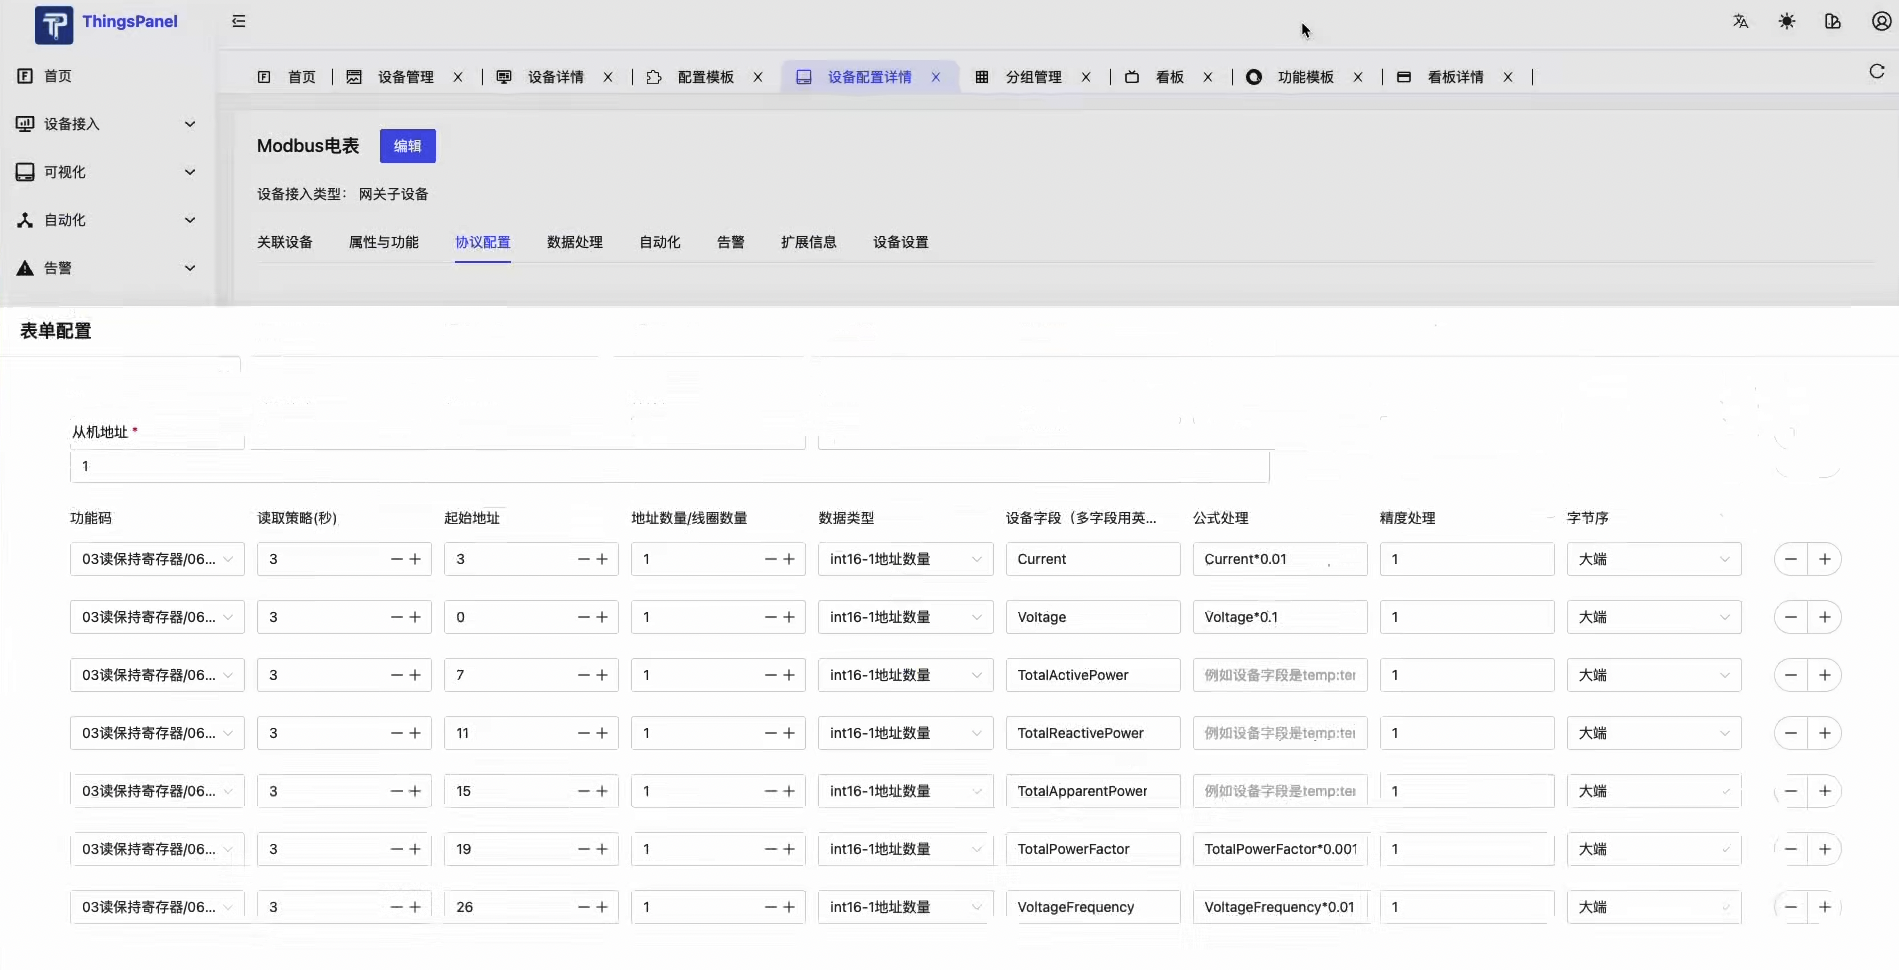 ThingsPanel
首页
设备接入
可视化
自动化
告警
首页 设备管理 设备详情 配置模板 设备配置详情 分组管理 看板 功能模板 看板详情
Modbus电表 编辑
设备接入类型： 网关子设备
关联设备 属性与功能 协议配置 数据处理 自动化 告警 扩展信息 设备设置
表单配置
从机地址 *
1
功能码 读取策略(秒) 起始地址 地址数量/线圈数量 数据类型 设备字段（多字段用英... 公式处理 精度处理 字节序
03读保持寄存器/06... 3 3 1 int16-1地址数量 Current Current*0.01 1 大端
03读保持寄存器/06... 3 0 1 int16-1地址数量 Voltage Voltage*0.1 1 大端
03读保持寄存器/06... 3 7 1 int16-1地址数量 TotalActivePower 例如设备字段是temp:ter 1 大端
03读保持寄存器/06... 3 11 1 int16-1地址数量 TotalReactivePower 例如设备字段是temp:ter 1 大端
03读保持寄存器/06... 3 15 1 int16-1地址数量 TotalApparentPower 例如设备字段是temp:ter 1 大端
03读保持寄存器/06... 3 19 1 int16-1地址数量 TotalPowerFactor TotalPowerFactor*0.001 1 大端
03读保持寄存器/06... 3 26 1 int16-1地址数量 VoltageFrequency VoltageFrequency*0.01 1 大端